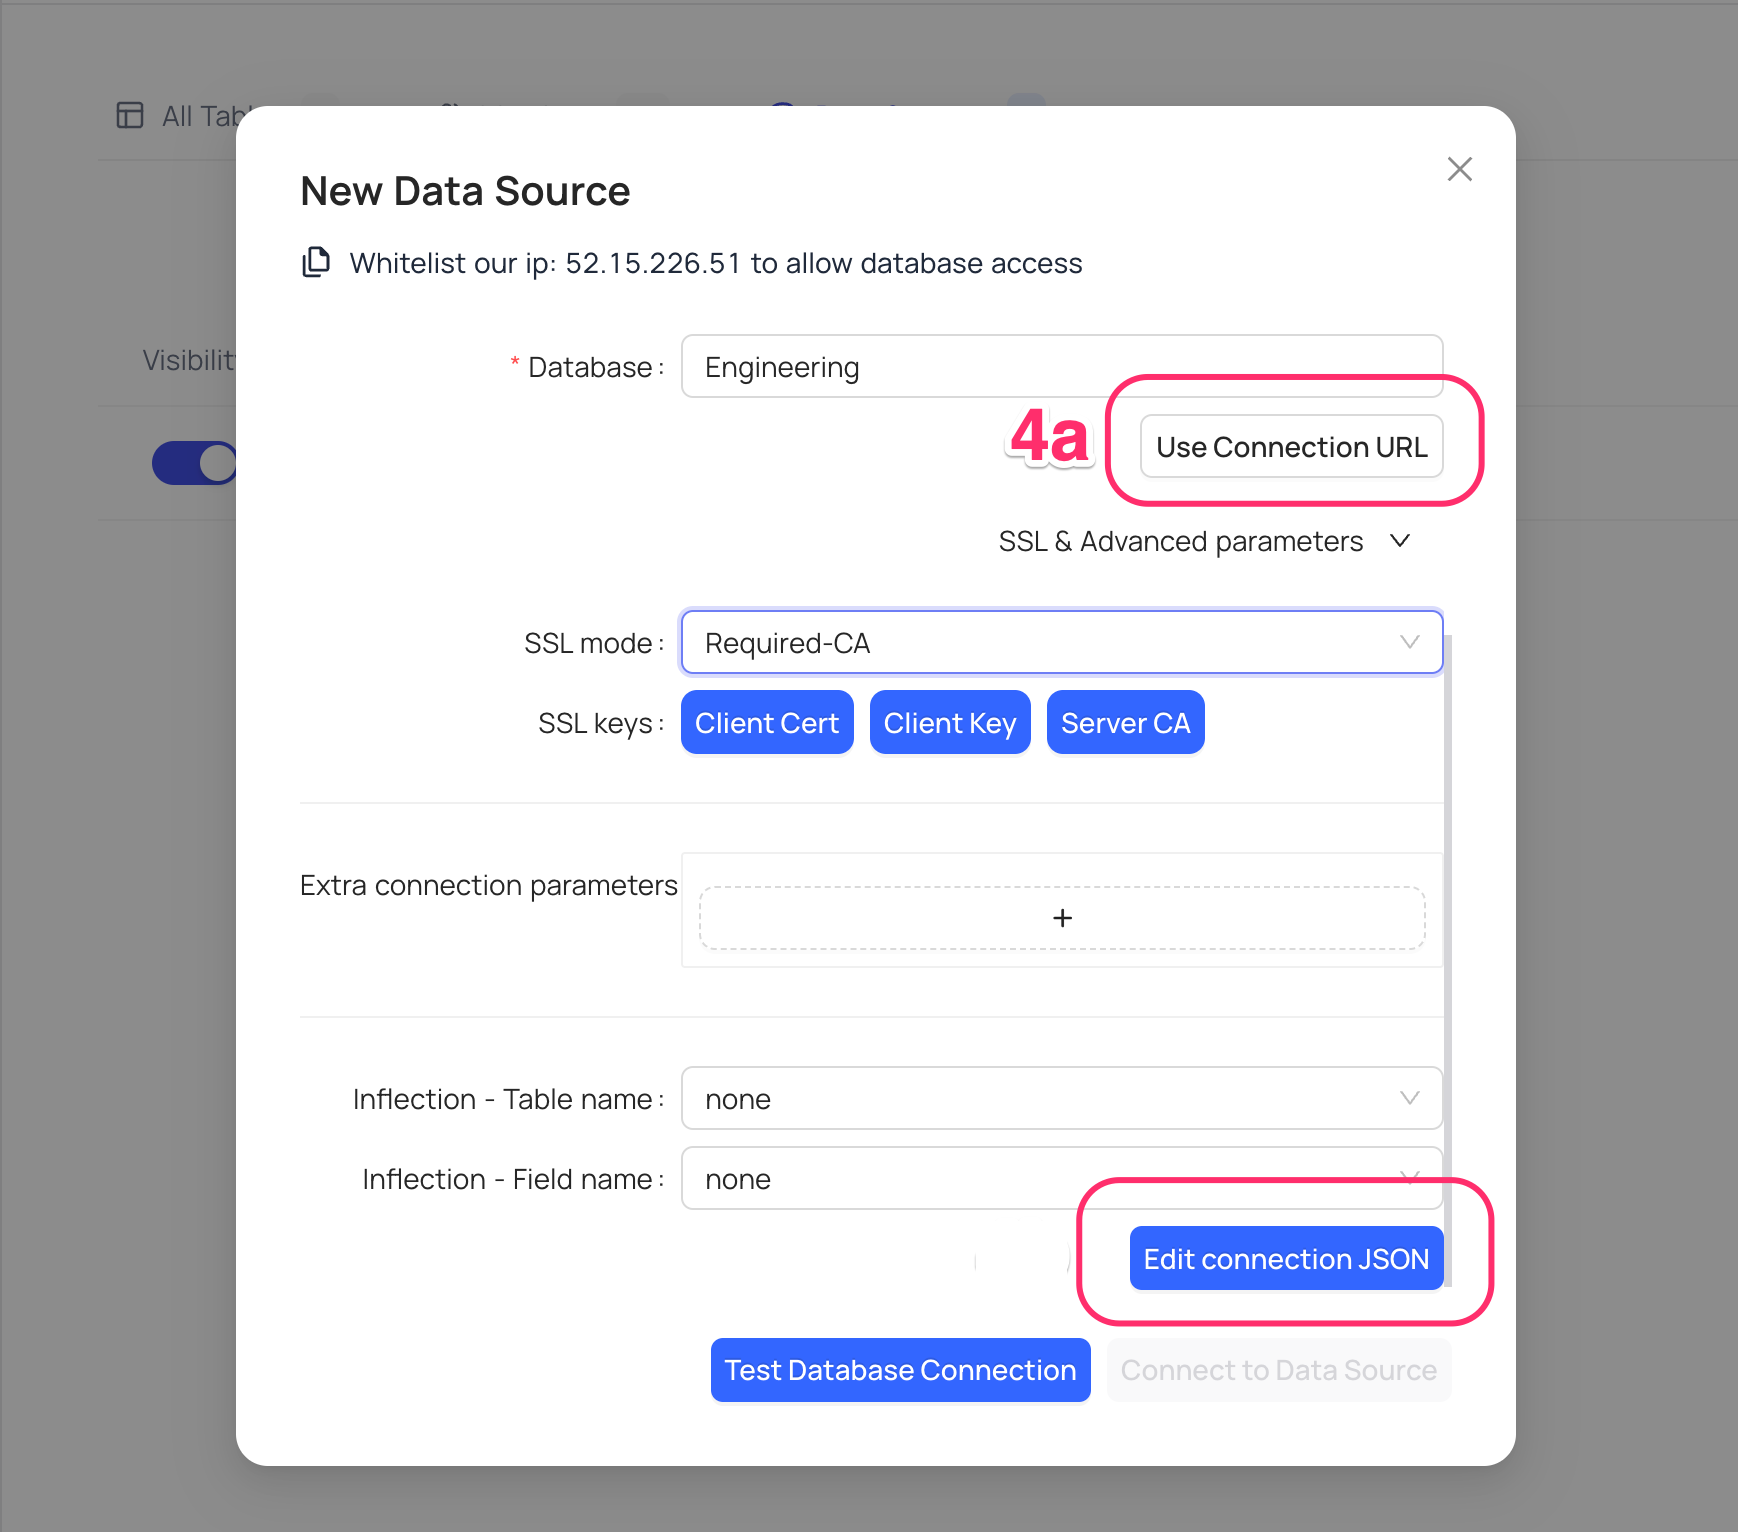 All Tab
New Data Source
Whitelist our ip: 52.15.226.51 to allow database access
Visibility
* Database :
Engineering
4a
Use Connection URL
SSL & Advanced parameters
SSL mode :
Required-CA
SSL keys :
Client Cert
Client Key
Server CA
Extra connection parameters
+
Inflection - Table name :
none
Inflection - Field name :
none
Edit connection JSON
Test Database Connection
Connect to Data Source